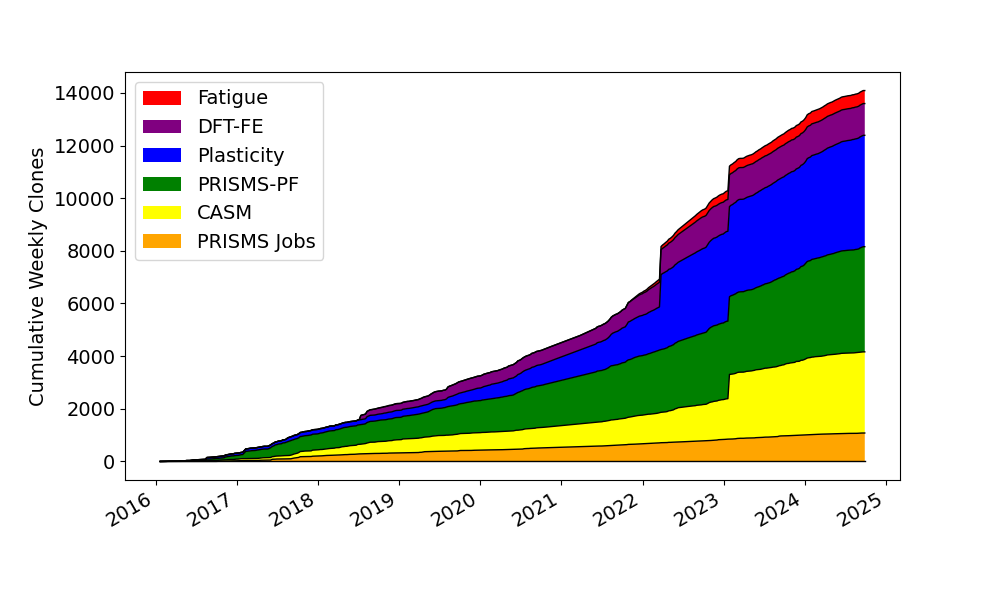 Cumulative Weekly Clones
14000
12000
10000
8000
6000
4000
2000
0
Fatigue
DFT-FE
Plasticity
PRISMS-PF
CASM
PRISMS Jobs
2016
2017
2018
2019
2020
2021
2022
2023
2024
2025